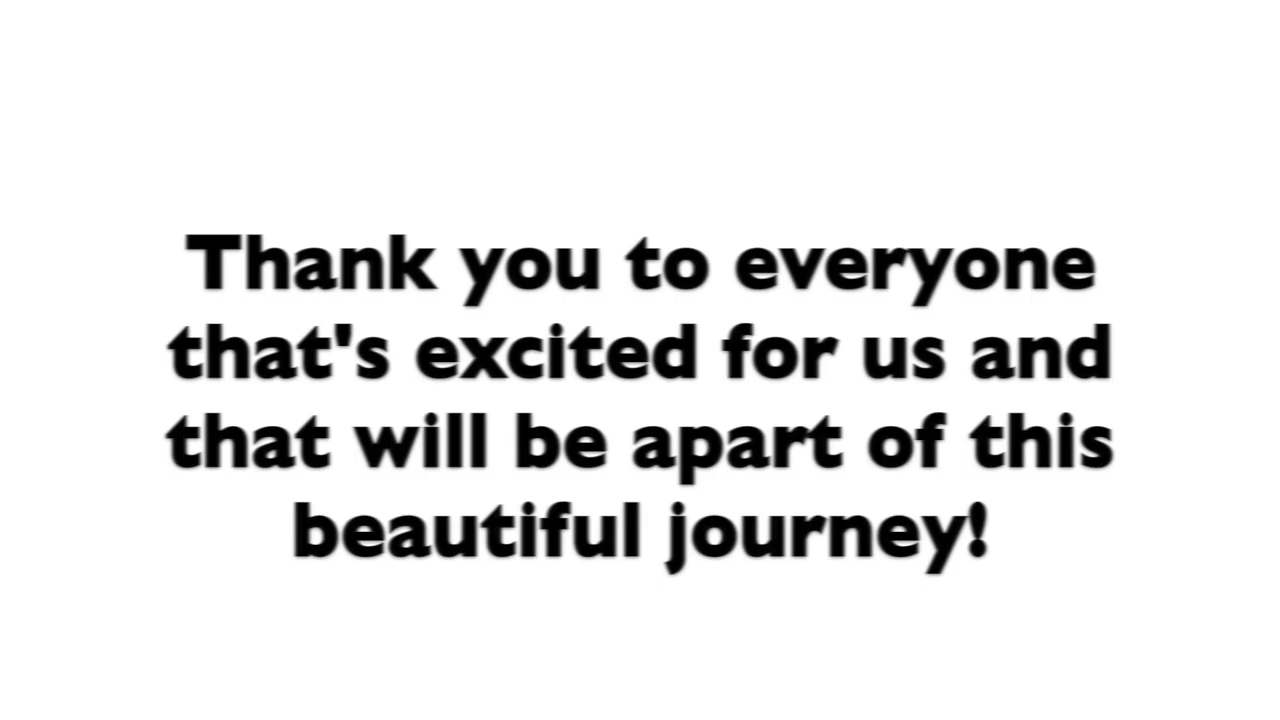 Thank you to everyone
that's excited for us and
that will be apart of this
beautiful journey!